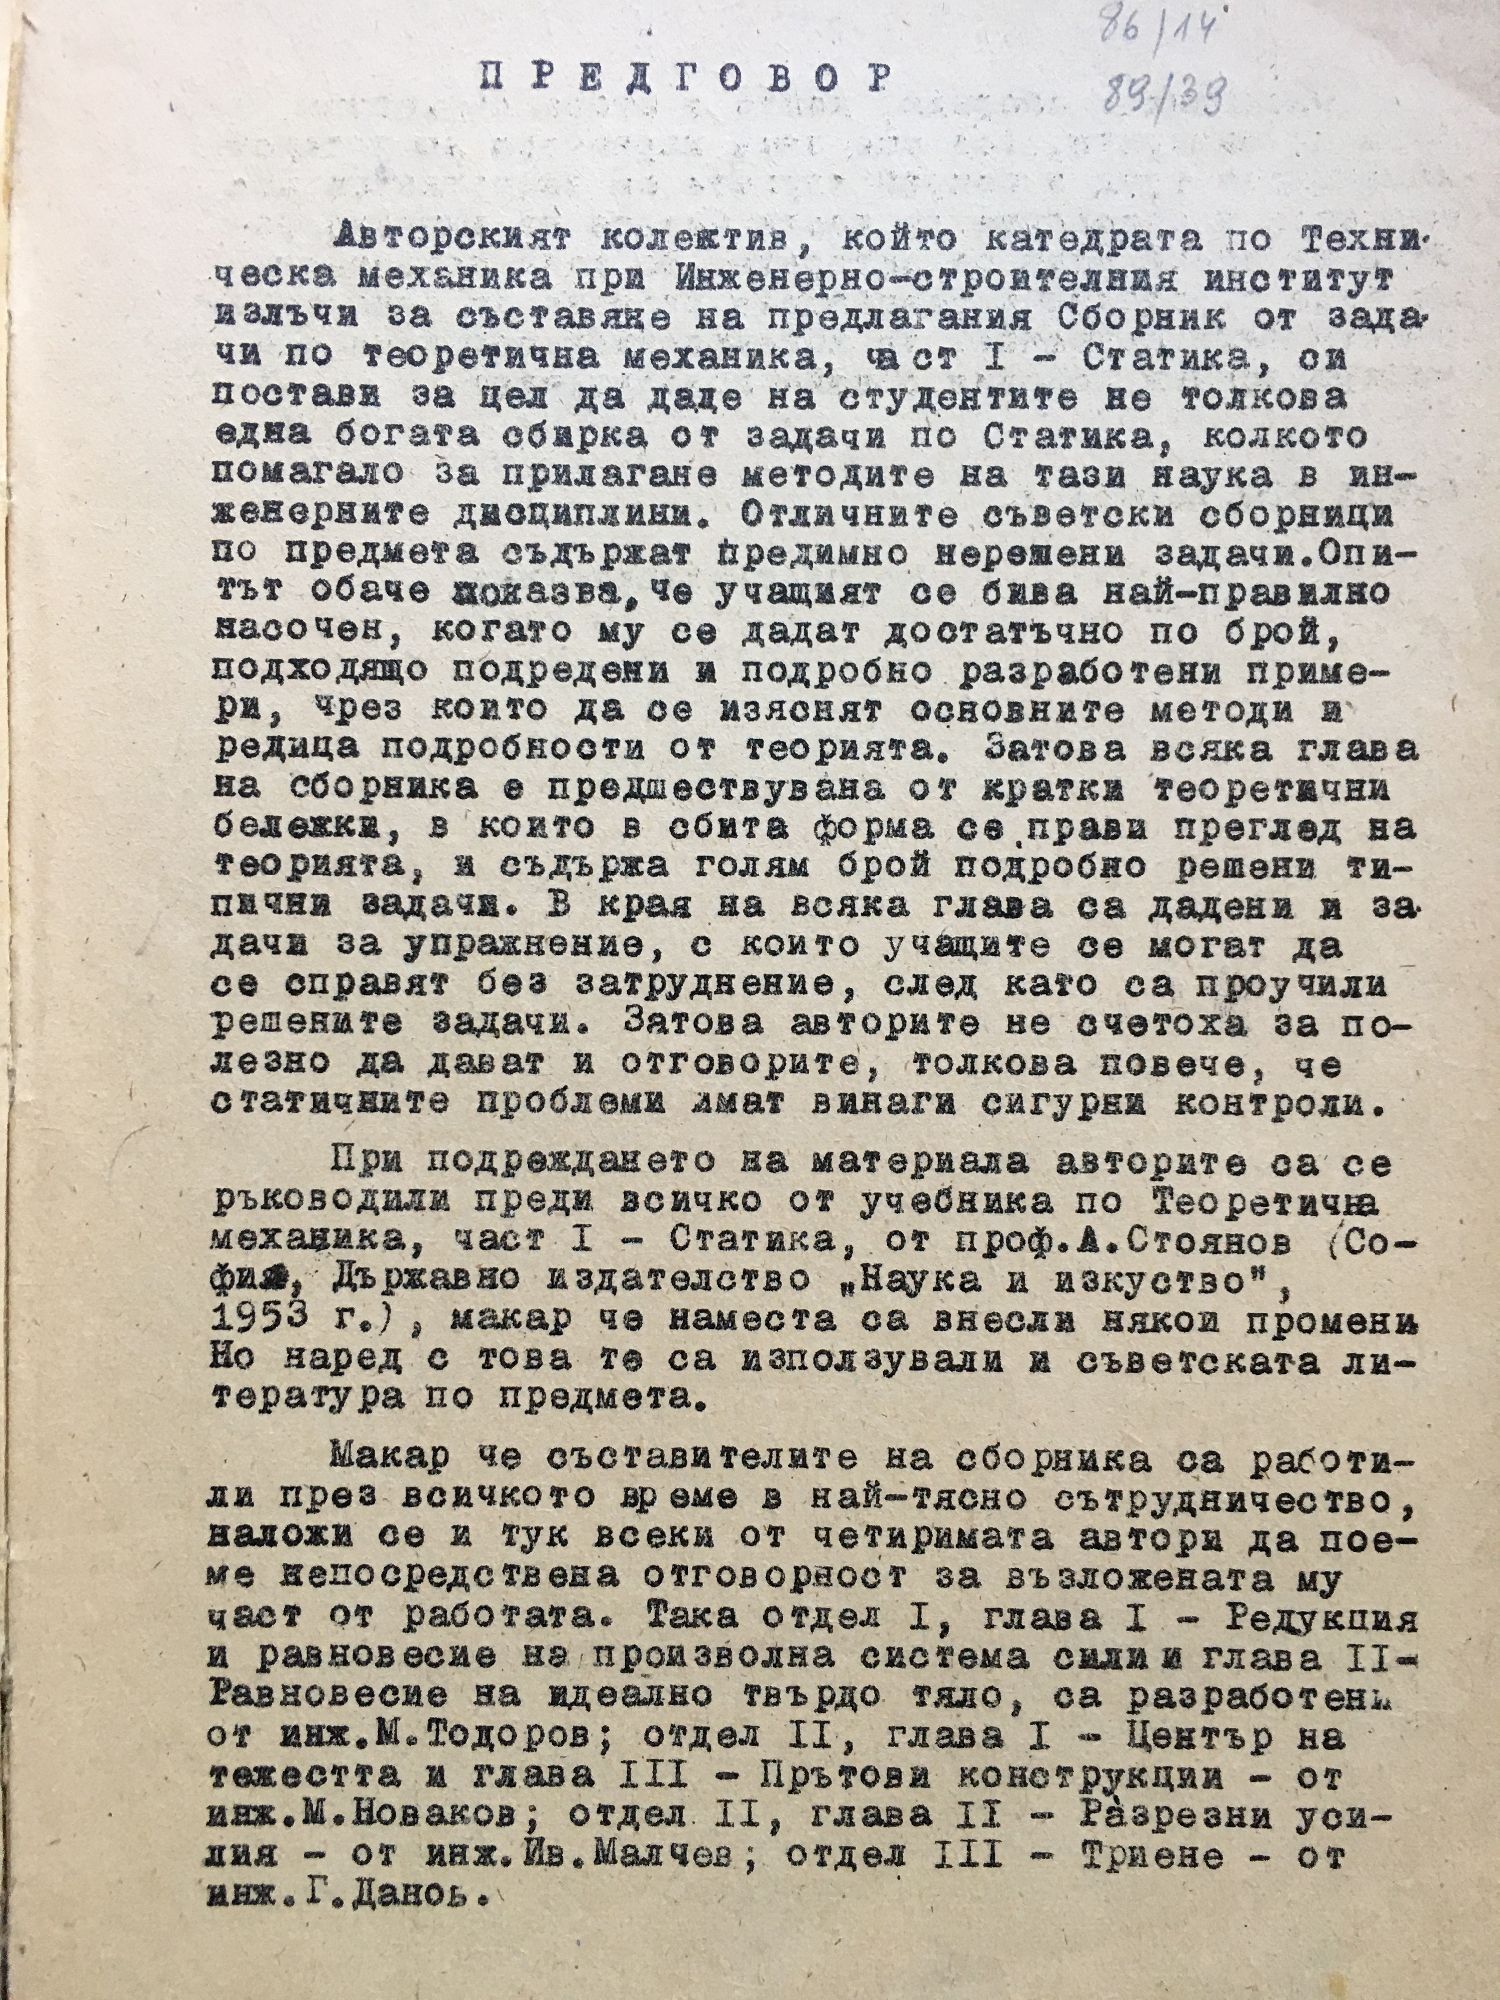 86/14
ПРЕДГОВОР
89/39
Авторският колектив, който катедрата по Техни-
ческа механика при Инженерно-строителния институт
излъчи за съставяне на предлагания Сборник от зада-
чи по теоретична механика, част I - Статика, си
постави за цел да даде на студентите не толкова
една богата сбирка от задачи по Статика, колкото
помагало за прилагане методите на тази наука в ин-
женерните дисциплини. Отличните съветски сборници
по предмета съдържат предимно нерешени задачи.Опи-
тът обаче показва, че учащият се бива най-правилно
насочен, когато му се дадат достатъчно по брой,
подходящо подредени и подробно разработени приме-
ри, чрез които да се изяснят основните методи и
редица подробности от теорията. Затова всяка глава
на сборника е предшествувана от кратки теоретични
бележки, в които в сбита форма се прави преглед на
теорията, и съдържа голям брой подробно решени ти-
пични задачи. В края на всяка глава са дадени и за-
дачи за упражнение, с които учащите се могат да
се справят без затруднение, след като са проучили
решените задачи. Затова авторите не счетоха за по-
лезно да дават и отговорите, толкова повече, че
статичните проблеми имат винаги сигурни контроли.
При подреждането на материала авторите са се
ръководили преди всичко от учебника по Теоретична
механика, част I - Статика, от проф.А.Стоянов (Со-
фия, Държавно издателство „Наука и изкуство",
1953 г.), макар че наместа са внесли някои промени
Но наред с това те са използували и съветската ли-
тература по предмета.
Макар че съставителите на сборника са работи-
ли през всичкото време в най-тясно сътрудничество,
наложи се и тук всеки от четиримата автори да пое-
ме непосредствена отговорност за възложената му
част от работата. Така отдел I, глава I - Редукция
и равновесие на произволна система сили и глава II-
Равновесие на идеално твърдо тяло, са разработени
от инж.М.Тодоров; отдел II, глава I - Център на
тежестта и глава III - Прътови конструкции - от
инж.М.Новаков; отдел II, глава II - Разрезни уси-
лия - от инж.Ив.Малчев; отдел III - Триене - от
инж.Г.Данов.